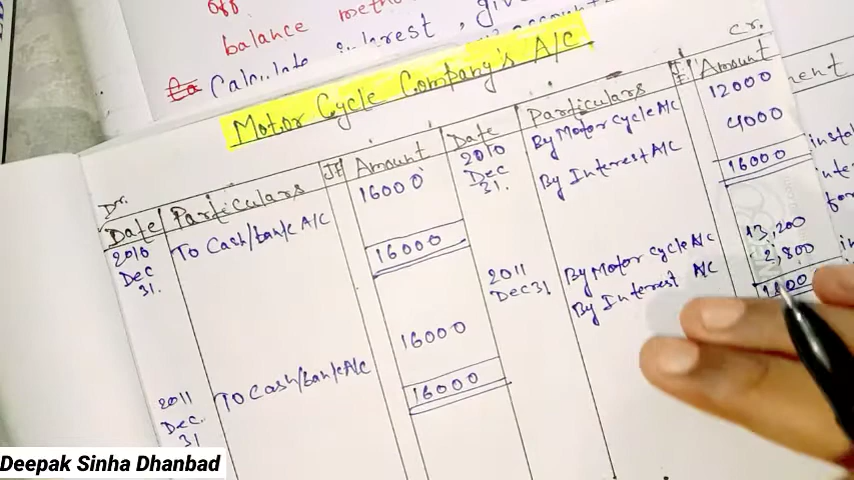 off
balance method
Calculate interest, give
Motor Cycle Company's A/C
Dr.
Cr.
Date Particulars J.F. Amount Date Particulars J.F. Amount
2010 Dec 31. To Cash/bank A/C 16000
2010 Dec 31. By Motor Cycle A/C 12000
By Interest A/C 4000
16000 16000
2011 Dec 31 By Motor Cycle A/C 13,200
By Interest A/C 2,800
2011 Dec. 31 To Cash/bank A/C 16000
16000
Deepak Sinha Dhanbad